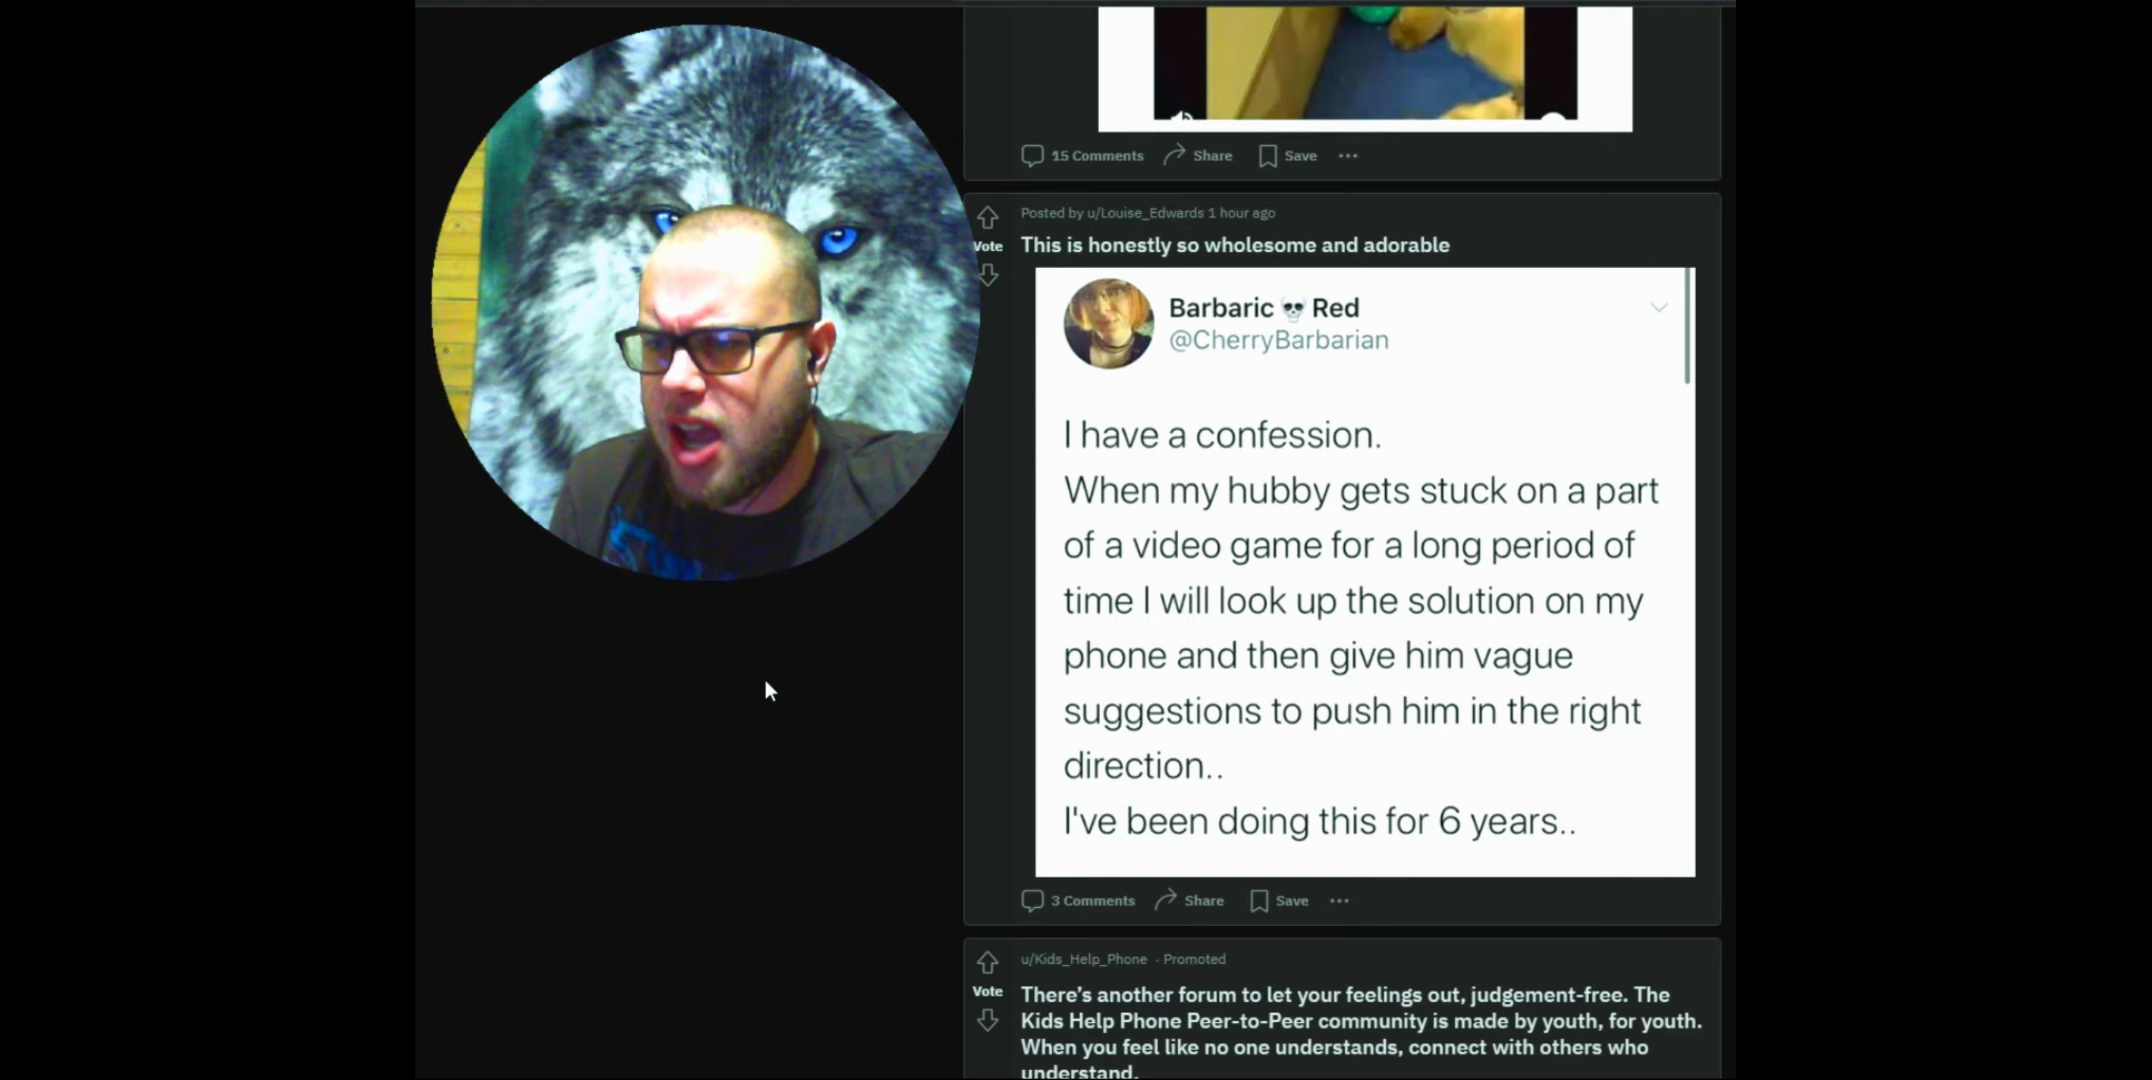 15 Comments Share Save
Posted by u/Louise_Edwards 1 hour ago
Vote
This is honestly so wholesome and adorable
Barbaric 💀 Red
@CherryBarbarian
I have a confession.
When my hubby gets stuck on a part
of a video game for a long period of
time I will look up the solution on my
phone and then give him vague
suggestions to push him in the right
direction..
I've been doing this for 6 years..
3 Comments Share Save
u/Kids_Help_Phone · Promoted
Vote
There's another forum to let your feelings out, judgement-free. The
Kids Help Phone Peer-to-Peer community is made by youth, for youth.
When you feel like no one understands, connect with others who
understand.